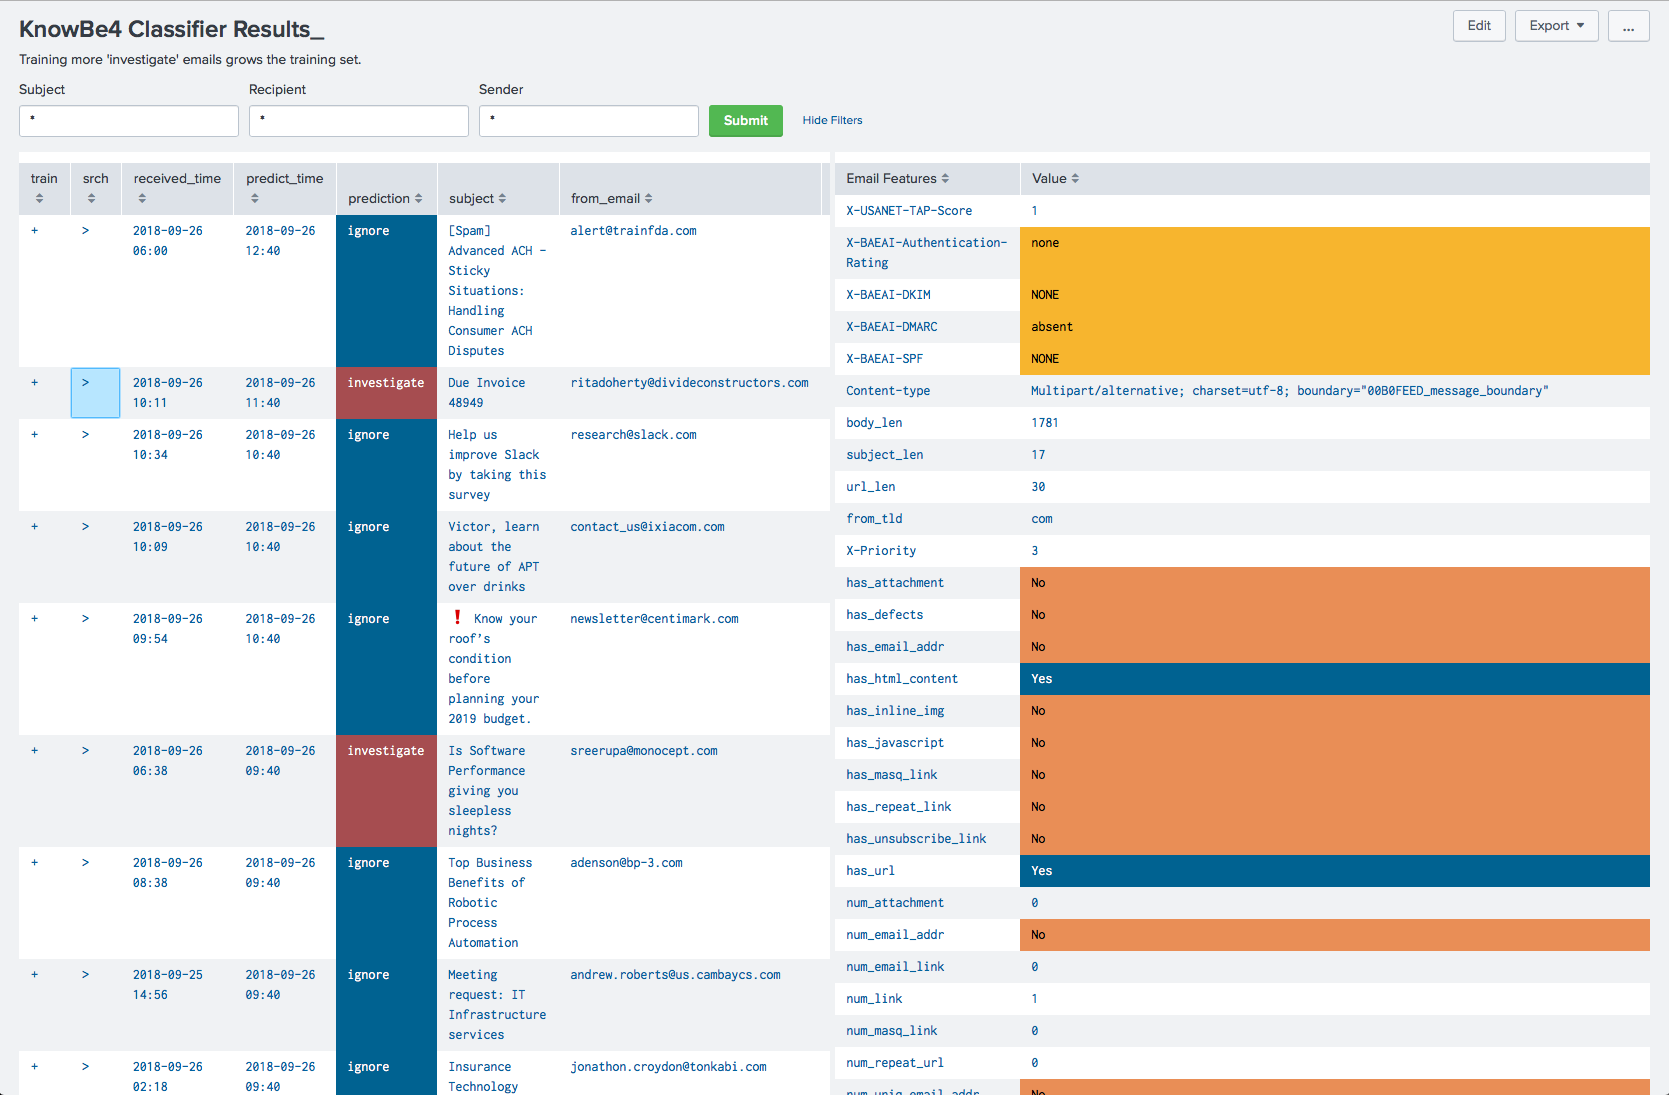 KnowBe4 Classifier Results_
Edit
Export
...
Training more 'investigate' emails grows the training set.
Subject
Recipient
Sender
*
*
*
Submit
Hide Filters
train
srch
received_time
predict_time
prediction
subject
from_email
+ > 2018-09-26 2018-09-26 ignore [Spam] alert@trainfda.com
06:00 12:40 Advanced ACH –
Sticky
Situations:
Handling
Consumer ACH
Disputes
+ > 2018-09-26 2018-09-26 investigate Due Invoice ritadoherty@divideconstructors.com
10:11 11:40 48949
+ > 2018-09-26 2018-09-26 ignore Help us research@slack.com
10:34 10:40 improve Slack
by taking this
survey
+ > 2018-09-26 2018-09-26 ignore Victor, learn contact_us@ixiacom.com
10:09 10:40 about the
future of APT
over drinks
+ > 2018-09-26 2018-09-26 ignore ❗ Know your newsletter@centimark.com
09:54 10:40 roof’s
condition
before
planning your
2019 budget.
+ > 2018-09-26 2018-09-26 investigate Is Software sreerupa@monocept.com
06:38 09:40 Performance
giving you
sleepless
nights?
+ > 2018-09-26 2018-09-26 ignore Top Business adenson@bp-3.com
08:38 09:40 Benefits of
Robotic
Process
Automation
+ > 2018-09-25 2018-09-26 ignore Meeting andrew.roberts@us.cambaycs.com
14:56 09:40 request: IT
Infrastructure
services
+ > 2018-09-26 2018-09-26 ignore Insurance jonathon.croydon@tonkabi.com
02:18 09:40 Technology
Email Features Value
X-USANET-TAP-Score 1
X-BAEAI-Authentication- none
Rating
X-BAEAI-DKIM NONE
X-BAEAI-DMARC absent
X-BAEAI-SPF NONE
Content-type Multipart/alternative; charset=utf-8; boundary="00B0FEED_message_boundary"
body_len 1781
subject_len 17
url_len 30
from_tld com
X-Priority 3
has_attachment No
has_defects No
has_email_addr No
has_html_content Yes
has_inline_img No
has_javascript No
has_masq_link No
has_repeat_link No
has_unsubscribe_link No
has_url Yes
num_attachment 0
num_email_addr No
num_email_link 0
num_link 1
num_masq_link 0
num_repeat_url 0
num_uniq_email_addr No